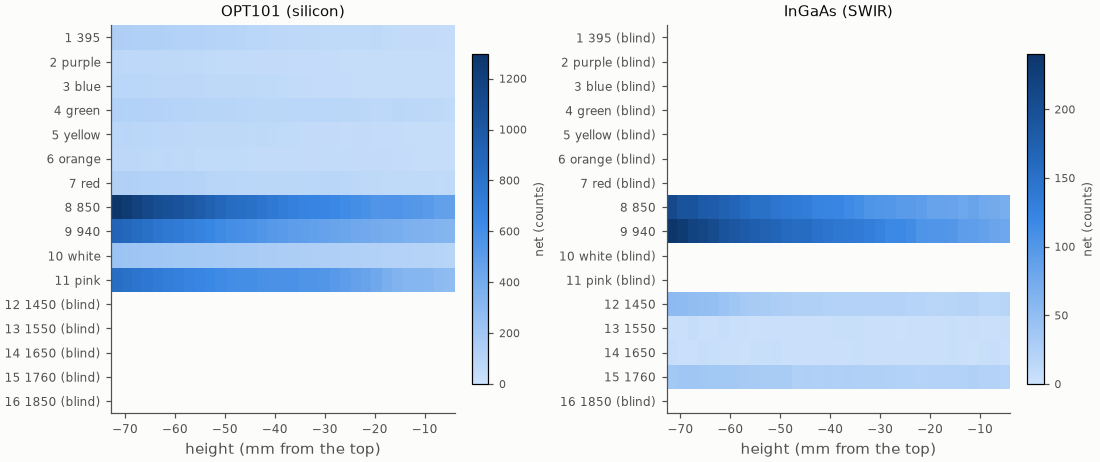 OPT101 (silicon)
1 395
2 purple
3 blue
4 green
5 yellow
6 orange
7 red
8 850
9 940
10 white
11 pink
12 1450 (blind)
13 1550 (blind)
14 1650 (blind)
15 1760 (blind)
16 1850 (blind)
−70 −60 −50 −40 −30 −20 −10
height (mm from the top)
1200
1000
800
600
400
200
0
net (counts)
InGaAs (SWIR)
1 395 (blind)
2 purple (blind)
3 blue (blind)
4 green (blind)
5 yellow (blind)
6 orange (blind)
7 red (blind)
8 850
9 940
10 white (blind)
11 pink (blind)
12 1450
13 1550
14 1650
15 1760
16 1850 (blind)
−70 −60 −50 −40 −30 −20 −10
height (mm from the top)
200
150
100
50
0
net (counts)